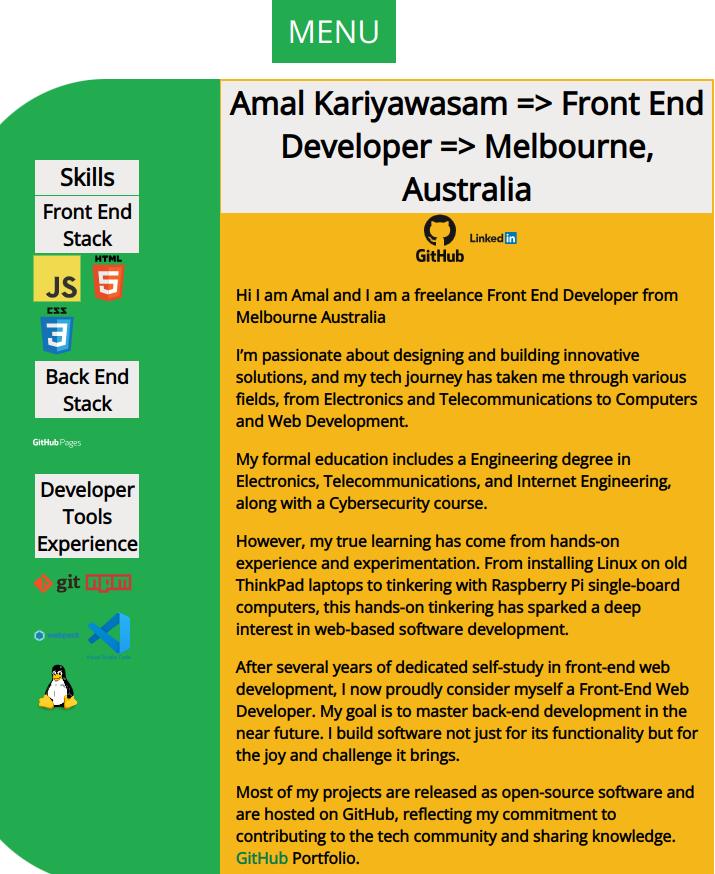 MENU
Amal Kariyawasam => Front End
Developer => Melbourne,
Australia
GitHub
Linked in
Skills
Front End
Stack
JS
HTML
5
CSS
3
Back End
Stack
GitHub Pages
Developer
Tools
Experience
git
npm
webpack
Visual Studio Code
Hi I am Amal and I am a freelance Front End Developer from
Melbourne Australia
I’m passionate about designing and building innovative
solutions, and my tech journey has taken me through various
fields, from Electronics and Telecommunications to Computers
and Web Development.
My formal education includes a Engineering degree in
Electronics, Telecommunications, and Internet Engineering,
along with a Cybersecurity course.
However, my true learning has come from hands-on
experience and experimentation. From installing Linux on old
ThinkPad laptops to tinkering with Raspberry Pi single-board
computers, this hands-on tinkering has sparked a deep
interest in web-based software development.
After several years of dedicated self-study in front-end web
development, I now proudly consider myself a Front-End Web
Developer. My goal is to master back-end development in the
near future. I build software not just for its functionality but for
the joy and challenge it brings.
Most of my projects are released as open-source software and
are hosted on GitHub, reflecting my commitment to
contributing to the tech community and sharing knowledge.
GitHub Portfolio.